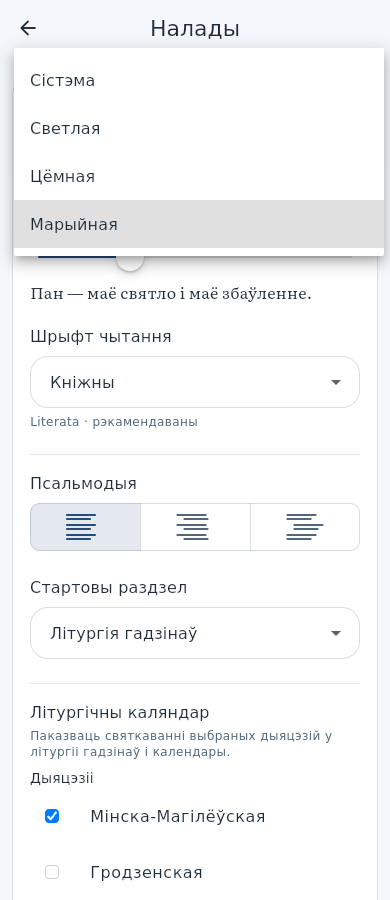 Налады
Сістэма
Светлая
Цёмная
Марыйная
Пан — маё святло і маё збаўленне.
Шрыфт чытання
Кніжны
Literata · рэкамендаваны
Псальмодыя
Стартовы раздзел
Літургія гадзінаў
Літургічны каляндар
Паказваць святкаванні выбраных дыяцэзій у
літургіі гадзінаў і календары.
Дыяцэзіі
Мінска-Магілёўская
Гродзенская